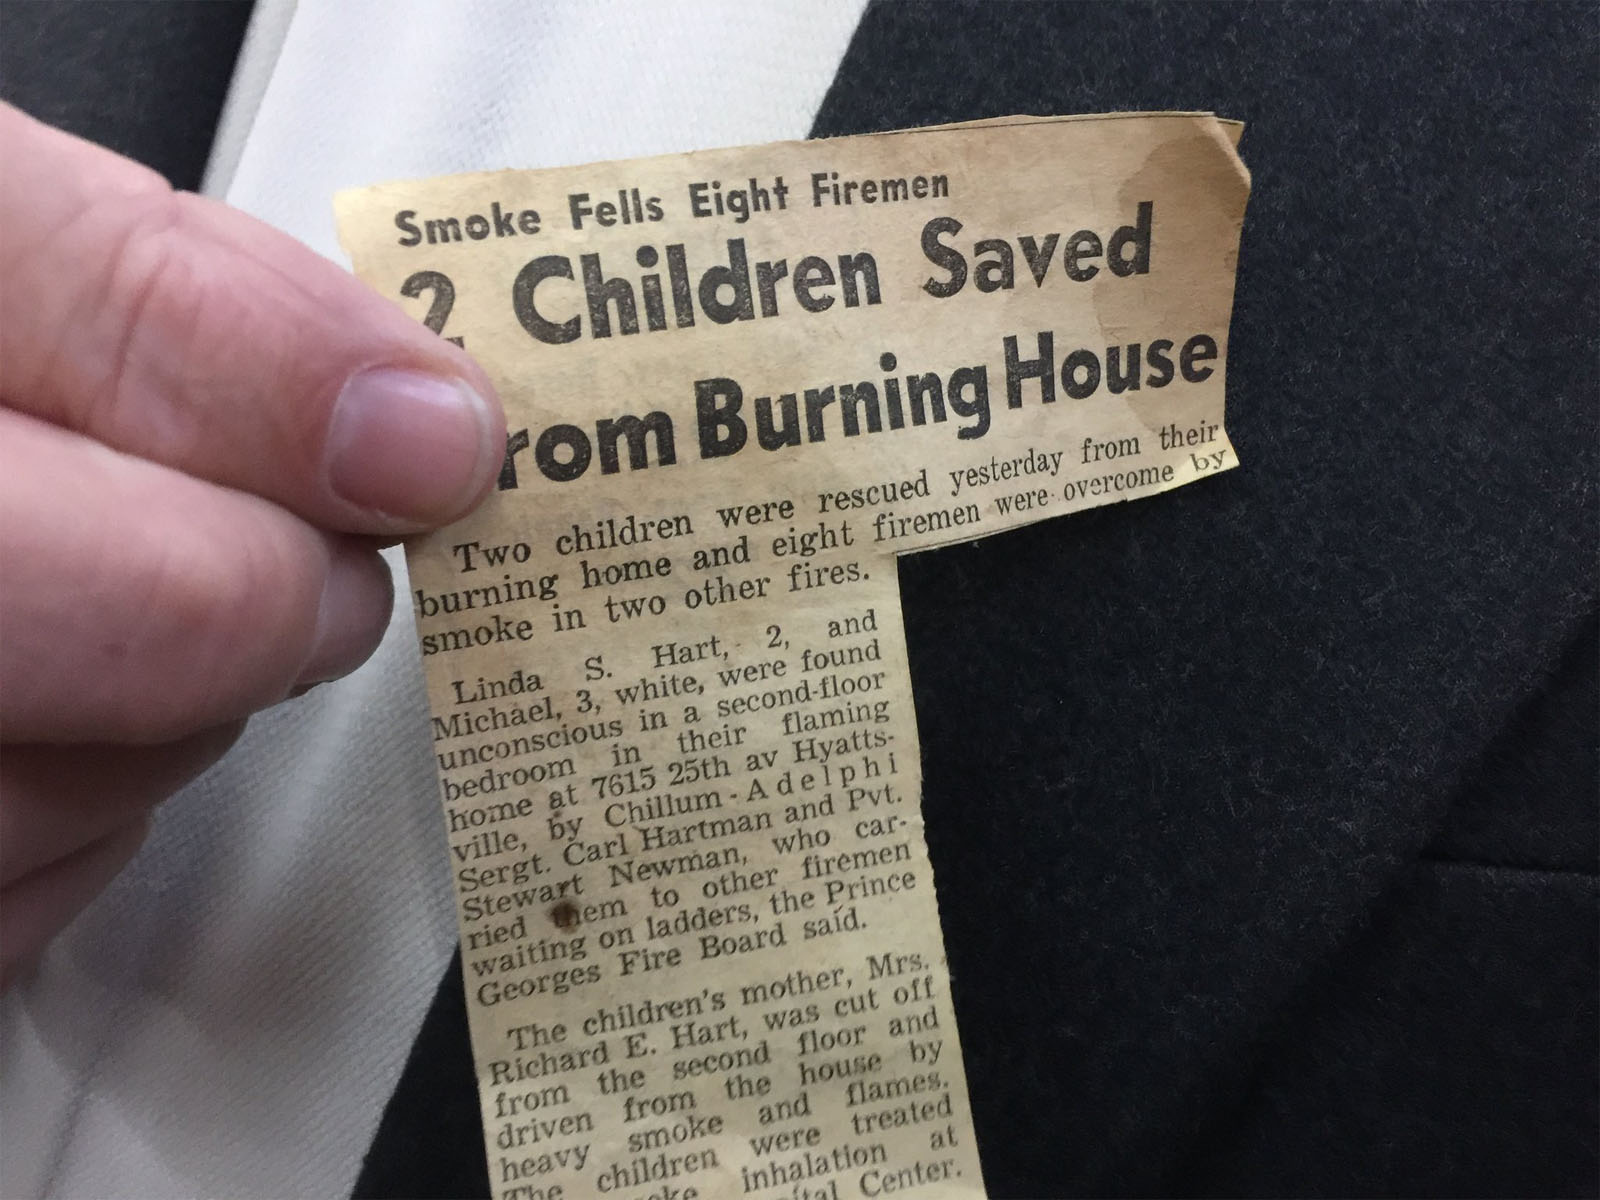 Smoke Fells Eight Firemen
2 Children Saved
rom Burning House
Two children were rescued yesterday from their
burning home and eight firemen were overcome by
smoke in two other fires.
Linda S. Hart, 2, and
Michael, 3, white, were found
unconscious in a second-floor
bedroom in their flaming
home at 7615 25th av Hyatts-
ville, by Chillum-Adelphi
Sergt. Carl Hartman and Pvt.
Stewart Newman, who car-
ried them to other firemen
waiting on ladders, the Prince
Georges Fire Board said.
The children's mother, Mrs.
Richard E. Hart, was cut off
from the second floor and
driven from the house by
heavy smoke and flames.
The children were treated
inhalation at
Center.